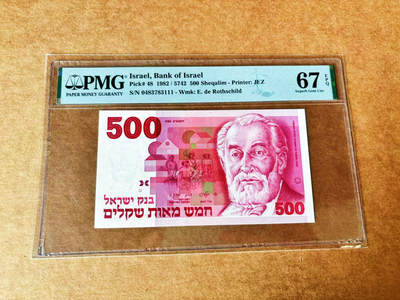 PMG
PAPER MONEY GUARANTY
Israel, Bank of Israel
Pick# 48 1982 / 5742 500 Sheqalim - Printer: JEZ
S/N 0483783111 - Wmk: E. de Rothschild
67 EPQ
Superb Gem Unc
500
בנק ישראל
חמש מאות שקלים
500